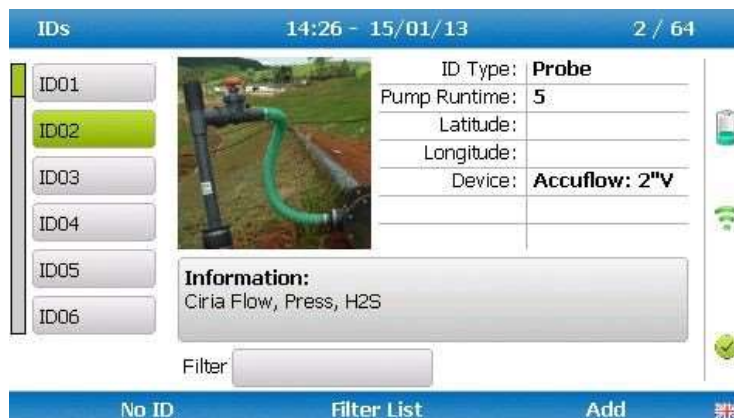 IDs 14:26 - 15/01/13 2 / 64
ID01
ID02
ID03
ID04
ID05
ID06
ID Type: Probe
Pump Runtime: 5
Latitude:
Longitude:
Device: Accuflow: 2"V
Information:
Ciria Flow, Press, H2S
Filter
No ID Filter List Add